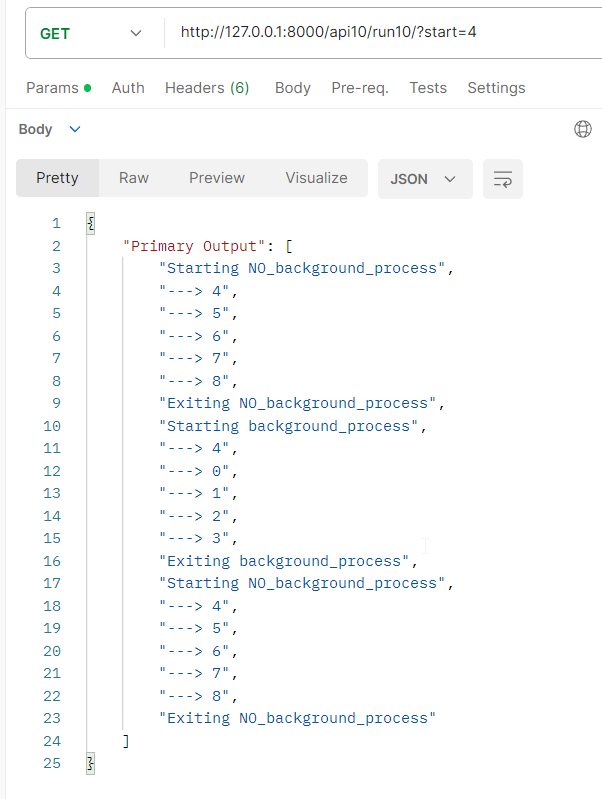 GET http://127.0.0.1:8000/api10/run10/?start=4
Params Auth Headers (6) Body Pre-req. Tests Settings
Body
Pretty Raw Preview Visualize JSON
1 {
2 "Primary Output": [
3 "Starting NO_background_process",
4 "---> 4",
5 "---> 5",
6 "---> 6",
7 "---> 7",
8 "---> 8",
9 "Exiting NO_background_process",
10 "Starting background_process",
11 "---> 4",
12 "---> 0",
13 "---> 1",
14 "---> 2",
15 "---> 3",
16 "Exiting background_process",
17 "Starting NO_background_process",
18 "---> 4",
19 "---> 5",
20 "---> 6",
21 "---> 7",
22 "---> 8",
23 "Exiting NO_background_process"
24 ]
25 }